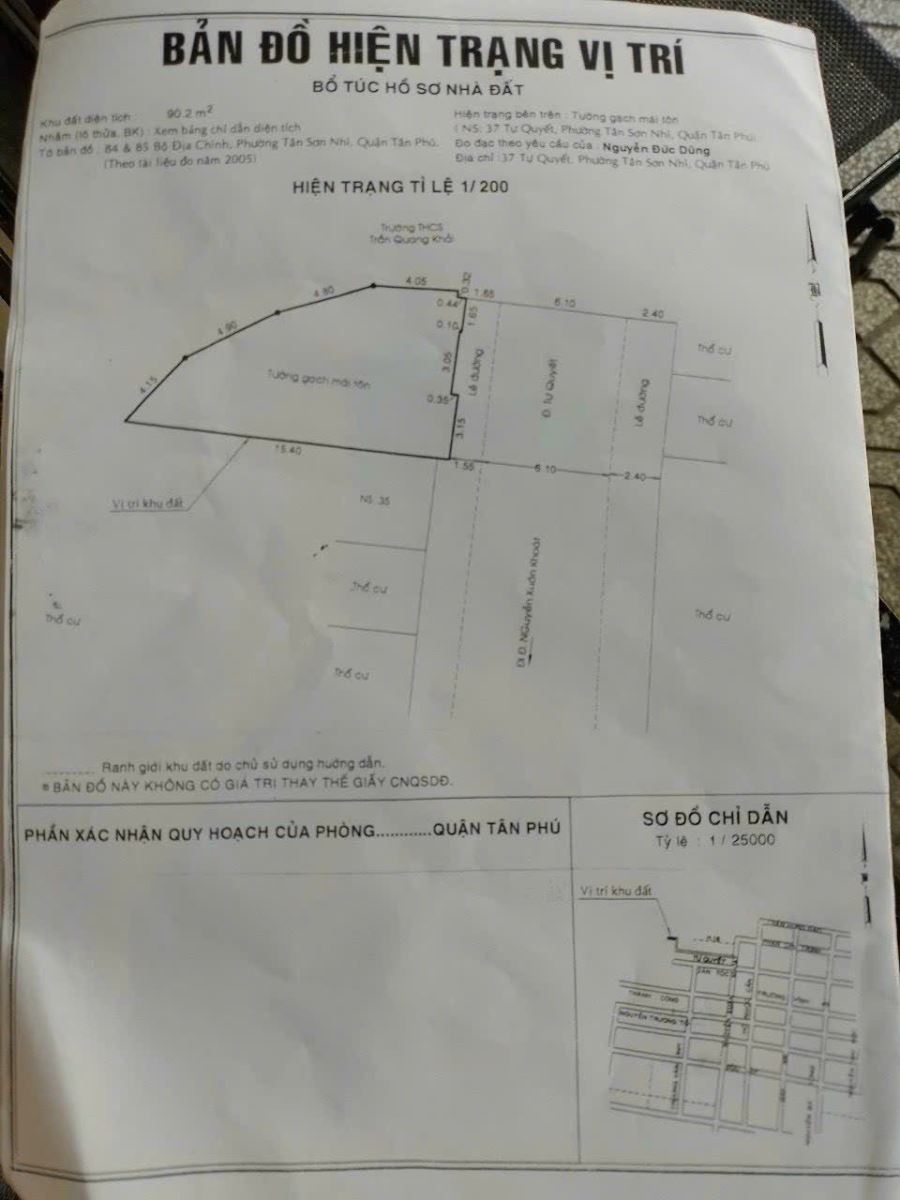 BẢN ĐỒ HIỆN TRẠNG VỊ TRÍ
BỔ TÚC HỒ SƠ NHÀ ĐẤT
Khu đất diện tích : 90.2 m²
Nhằm (lô thửa, BK) : Xem bảng chỉ dẫn diện tích
Tờ bản đồ : 84 & 85 Bộ Địa Chính, Phường Tân Sơn Nhì, Quận Tân Phú.
(Theo tài liệu đo năm 2005)
Hiện trạng bên trên : Tường gạch mái tôn
( NS: 37 Tự Quyết, Phường Tân Sơn Nhì, Quận Tân Phú)
Đo đạc theo yêu cầu của : Nguyễn Đức Dũng
Địa chỉ :37 Tự Quyết, Phường Tân Sơn Nhì, Quận Tân Phú
HIỆN TRẠNG TỈ LỆ 1/200
Trường THCS
Trần Quang Khải
4.05
0.32
1.65
6.10
2.40
4.80
0.44
1.65
4.90
0.10
Thổ cư
3.05
Lề đường
Đ. Tự Quyết
Lề đường
4.15
Tường gạch mái tôn
0.35
Thổ cư
3.15
15.40
1.55
6.10
2.40
Vị trí khu đất
NS: 35
Đi Đ. NGuyễn Xuân Khoát
Thổ cư
Thổ cư
Thổ cư
Thổ cư
Ranh giới khu đất do chủ sử dụng hướng dẫn.
BẢN ĐỒ NÀY KHÔNG CÓ GIÁ TRỊ THAY THẾ GIẤY CNQSDĐ.
PHẦN XÁC NHẬN QUY HOẠCH CỦA PHÒNG............QUẬN TÂN PHÚ
SƠ ĐỒ CHỈ DẪN
Tỷ lệ : 1 / 25000
Vị trí khu đất
TỰ QUYẾT
THÀNH CÔNG
TRƯƠNG VĨNH KÝ
NGUYỄN TRƯỜNG TỘ